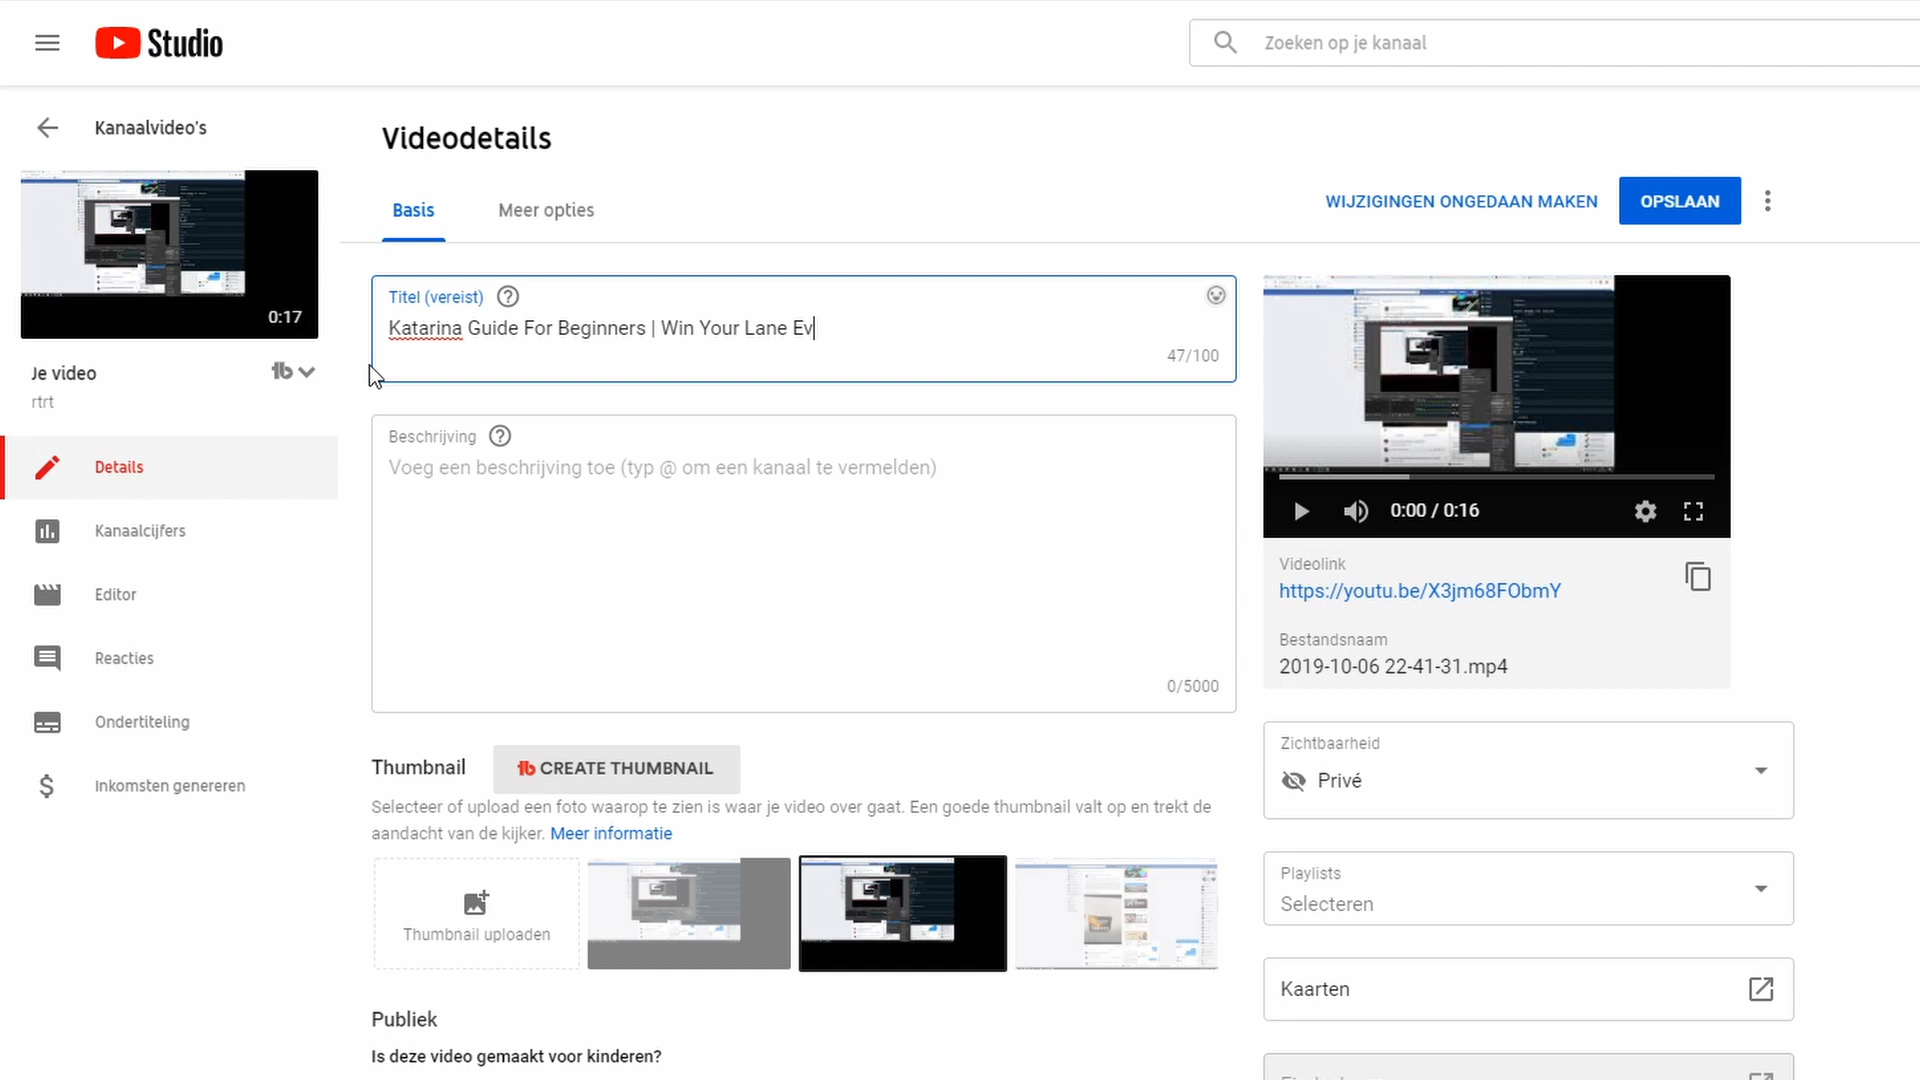 Studio
Zoeken op je kanaal
Kanaalvideo's
0:17
Je video
rtrt
Details
Kanaalcijfers
Editor
Reacties
Ondertiteling
Inkomsten genereren
Videodetails
Basis
Meer opties
WIJZIGINGEN ONGEDAAN MAKEN
OPSLAAN
Titel (vereist)
Katarina Guide For Beginners | Win Your Lane Ev
47/100
Beschrijving
Voeg een beschrijving toe (typ @ om een kanaal te vermelden)
0/5000
Thumbnail
CREATE THUMBNAIL
Selecteer of upload een foto waarop te zien is waar je video over gaat. Een goede thumbnail valt op en trekt de
aandacht van de kijker. Meer informatie
Thumbnail uploaden
Publiek
Is deze video gemaakt voor kinderen?
0:00 / 0:16
Videolink
https://youtu.be/X3jm68FObmY
Bestandsnaam
2019-10-06 22-41-31.mp4
Zichtbaarheid
Privé
Playlists
Selecteren
Kaarten